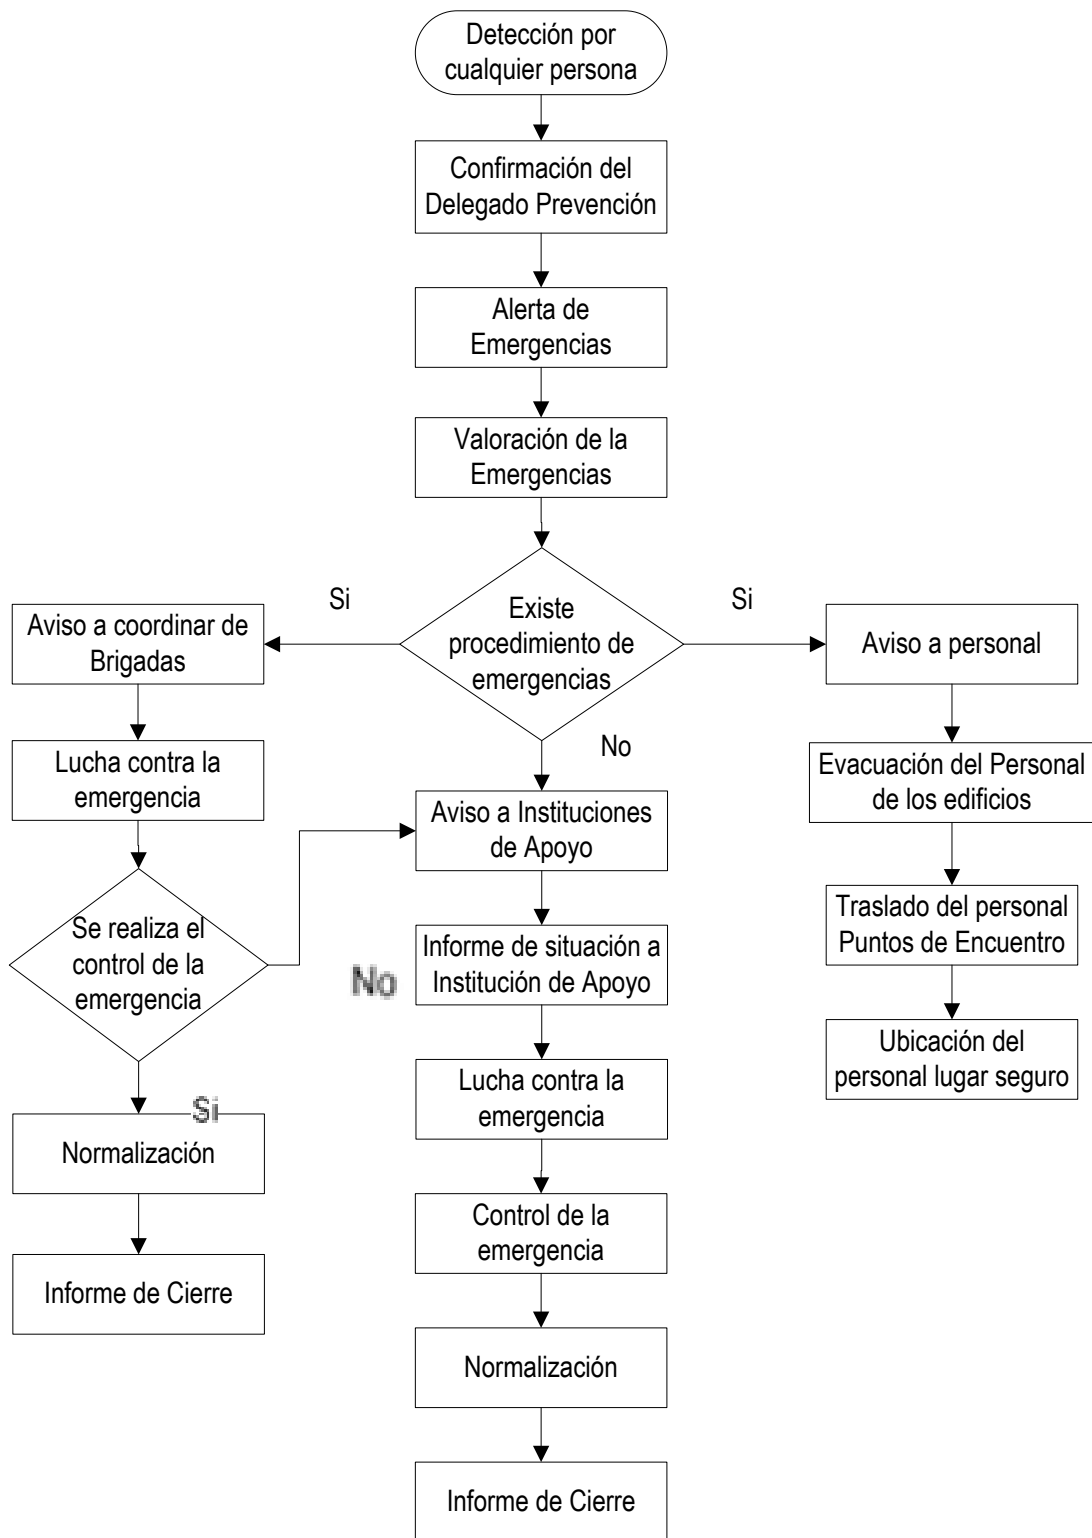 Detección por
cualquier persona
Confirmación del
Delegado Prevención
Alerta de
Emergencias
Valoración de la
Emergencias
Si
Existe
procedimiento de
emergencias
Si
Aviso a coordinar de
Brigadas
Aviso a personal
No
Lucha contra la
emergencia
Evacuación del Personal
de los edificios
Aviso a Instituciones
de Apoyo
Se realiza el
control de la
emergencia
No
Informe de situación a
Institución de Apoyo
Traslado del personal
Puntos de Encuentro
Ubicación del
personal lugar seguro
Lucha contra la
emergencia
Si
Normalización
Control de la
emergencia
Informe de Cierre
Normalización
Informe de Cierre